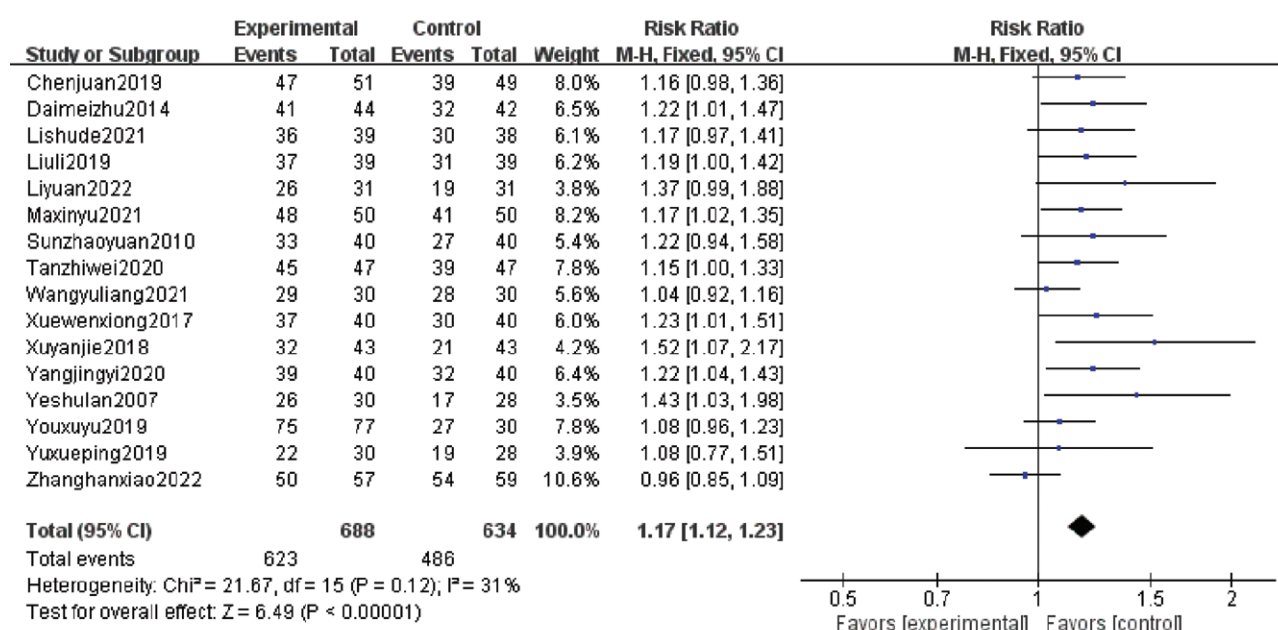 Experimental Control Risk Ratio Risk Ratio
Study or Subgroup Events Total Events Total Weight M-H, Fixed, 95% CI M-H, Fixed, 95% CI
Chenjuan2019 47 51 39 49 8.0% 1.16 [0.98, 1.36]
Daimeizhu2014 41 44 32 42 6.5% 1.22 [1.01, 1.47]
Lishude2021 36 39 30 38 6.1% 1.17 [0.97, 1.41]
Liuli2019 37 39 31 39 6.2% 1.19 [1.00, 1.42]
Liyuan2022 26 31 19 31 3.8% 1.37 [0.99, 1.88]
Maxinyu2021 48 50 41 50 8.2% 1.17 [1.02, 1.35]
Sunzhaoyuan2010 33 40 27 40 5.4% 1.22 [0.94, 1.58]
Tanzhiwei2020 45 47 39 47 7.8% 1.15 [1.00, 1.33]
Wangyuliang2021 29 30 28 30 5.6% 1.04 [0.92, 1.16]
Xuewenxiong2017 37 40 30 40 6.0% 1.23 [1.01, 1.51]
Xuyanjie2018 32 43 21 43 4.2% 1.52 [1.07, 2.17]
Yangjingyi2020 39 40 32 40 6.4% 1.22 [1.04, 1.43]
Yeshulan2007 26 30 17 28 3.5% 1.43 [1.03, 1.98]
Youxuyu2019 75 77 27 30 7.8% 1.08 [0.96, 1.23]
Yuxueping2019 22 30 19 28 3.9% 1.08 [0.77, 1.51]
Zhanghanxiao2022 50 57 54 59 10.6% 0.96 [0.85, 1.09]
Total (95% CI) 688 634 100.0% 1.17 [1.12, 1.23]
Total events 623 486
Heterogeneity: Chi² = 21.67, df = 15 (P = 0.12); I² = 31%
Test for overall effect: Z = 6.49 (P < 0.00001)
0.5 0.7 1 1.5 2
Favors [experimental] Favors [control]